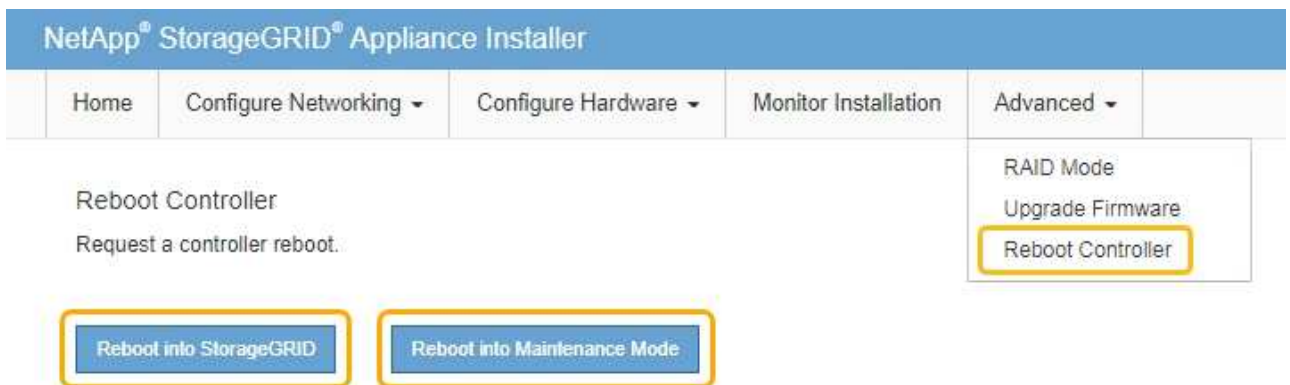 NetApp® StorageGRID® Appliance Installer
Home Configure Networking Configure Hardware Monitor Installation Advanced
RAID Mode
Upgrade Firmware
Reboot Controller
Reboot Controller
Request a controller reboot.
Reboot into StorageGRID Reboot into Maintenance Mode